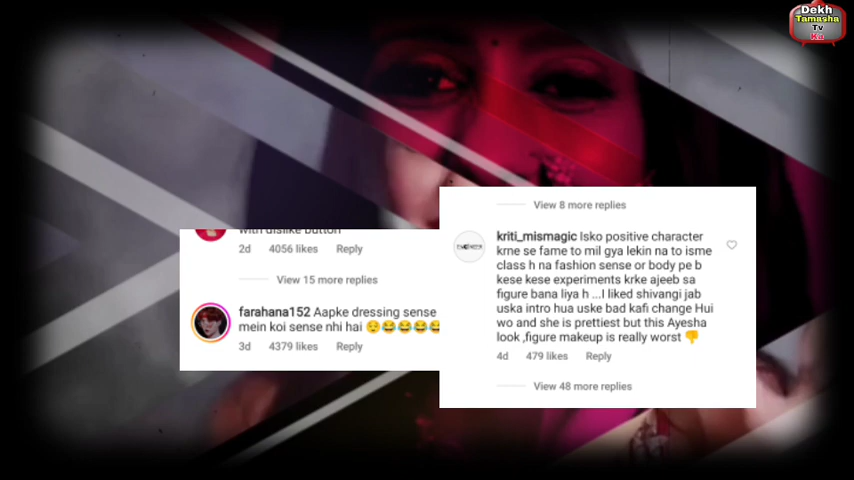 Dekh
Tamasha
Tv
Ka
with dislike button
2d 4056 likes Reply
View 15 more replies
farahana152 Aapke dressing sense
mein koi sense nhi hai 😌😂😂😂😂
3d 4379 likes Reply
View 8 more replies
kriti_mismagic Isko positive character
krne se fame to mil gya lekin na to isme
class h na fashion sense or body pe b
kese kese experiments krke ajeeb sa
figure bana liya h ...I liked shivangi jab
uska intro hua uske bad kafi change Hui
wo and she is prettiest but this Ayesha
look ,figure makeup is really worst 👎
4d 479 likes Reply
View 48 more replies